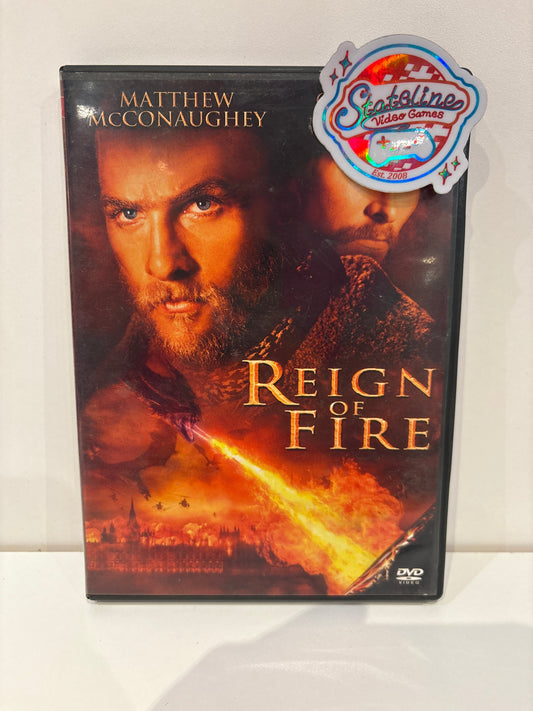 MATTHEW
McCONAUGHEY
Stateline
Video Games
Est. 2008
REIGN
OF
FIRE
DVD
VIDEO